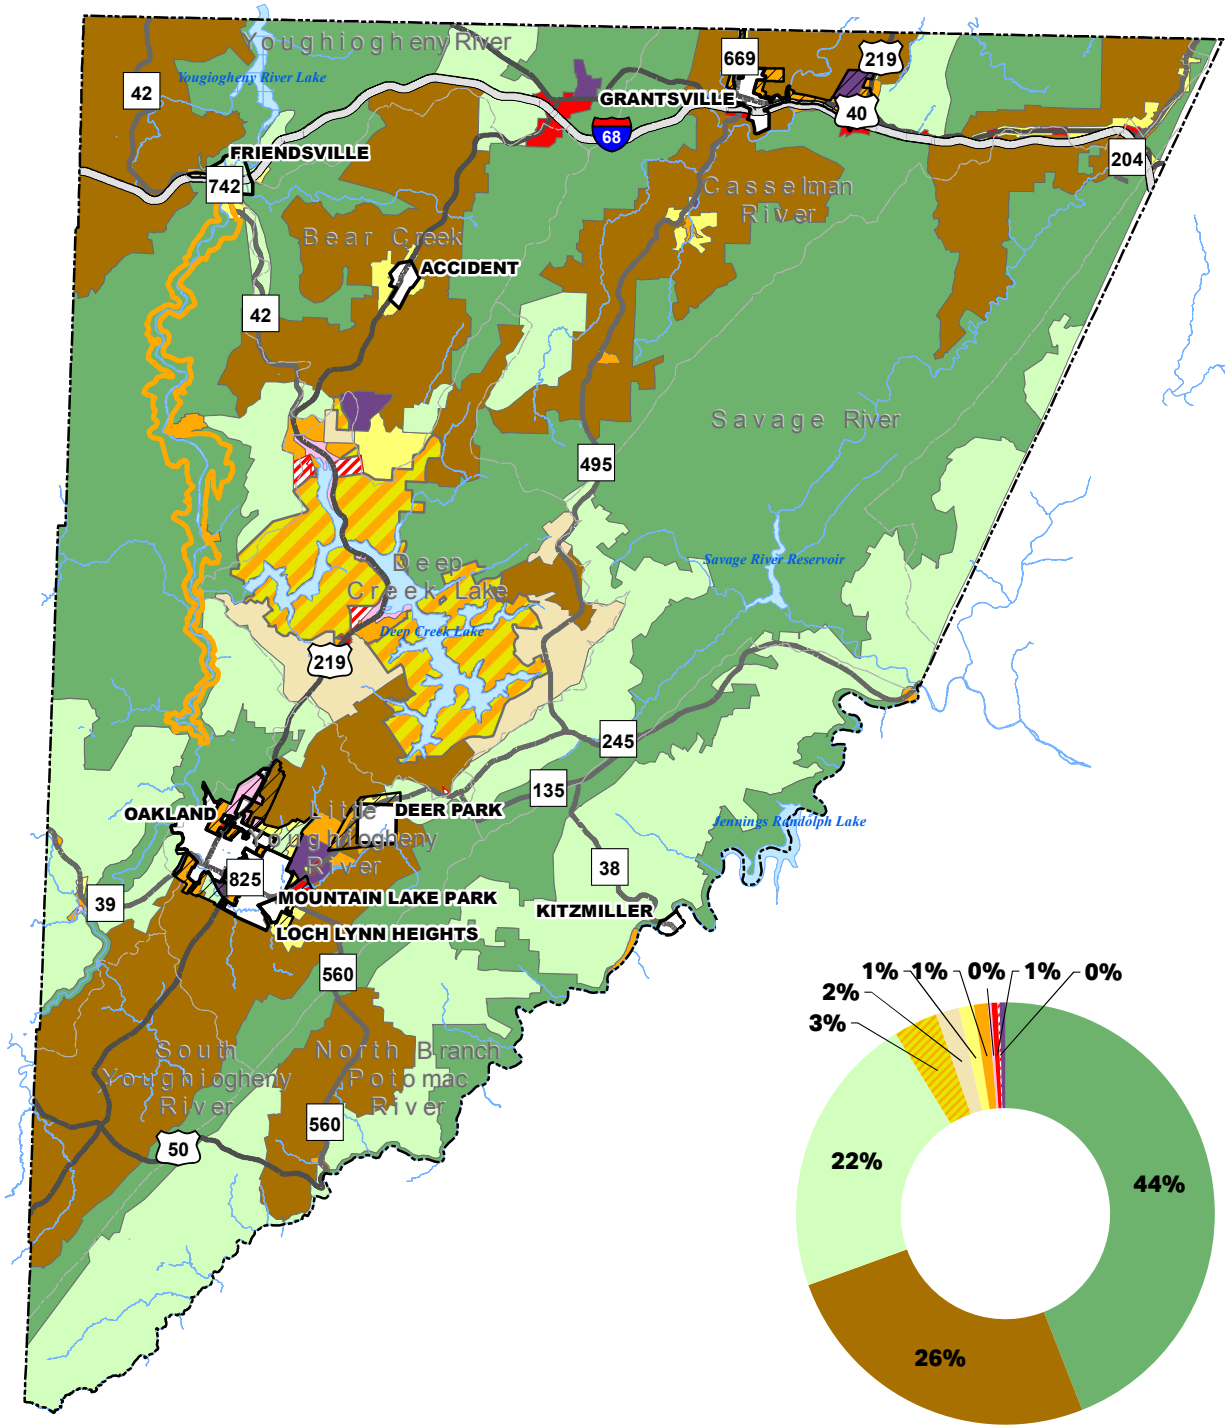 Youghiogheny River
669
219
42
Yougiogheny River Lake
GRANTSVILLE
40
68
FRIENDSVILLE
204
742
Casselman
River
Bear Creek
ACCIDENT
42
Savage River
495
Deep
Creek Lake
Savage River Reservoir
Deep Creek Lake
219
245
135
OAKLAND
Little
Youghiogheny
River
DEER PARK
Jennings Randolph Lake
38
825
39
MOUNTAIN LAKE PARK
KITZMILLER
LOCH LYNN HEIGHTS
560
South
Youghiogheny
River
North Branch
Potomac
River
560
50
1% 1% 0% 1% 0%
2%
3%
22%
44%
26%